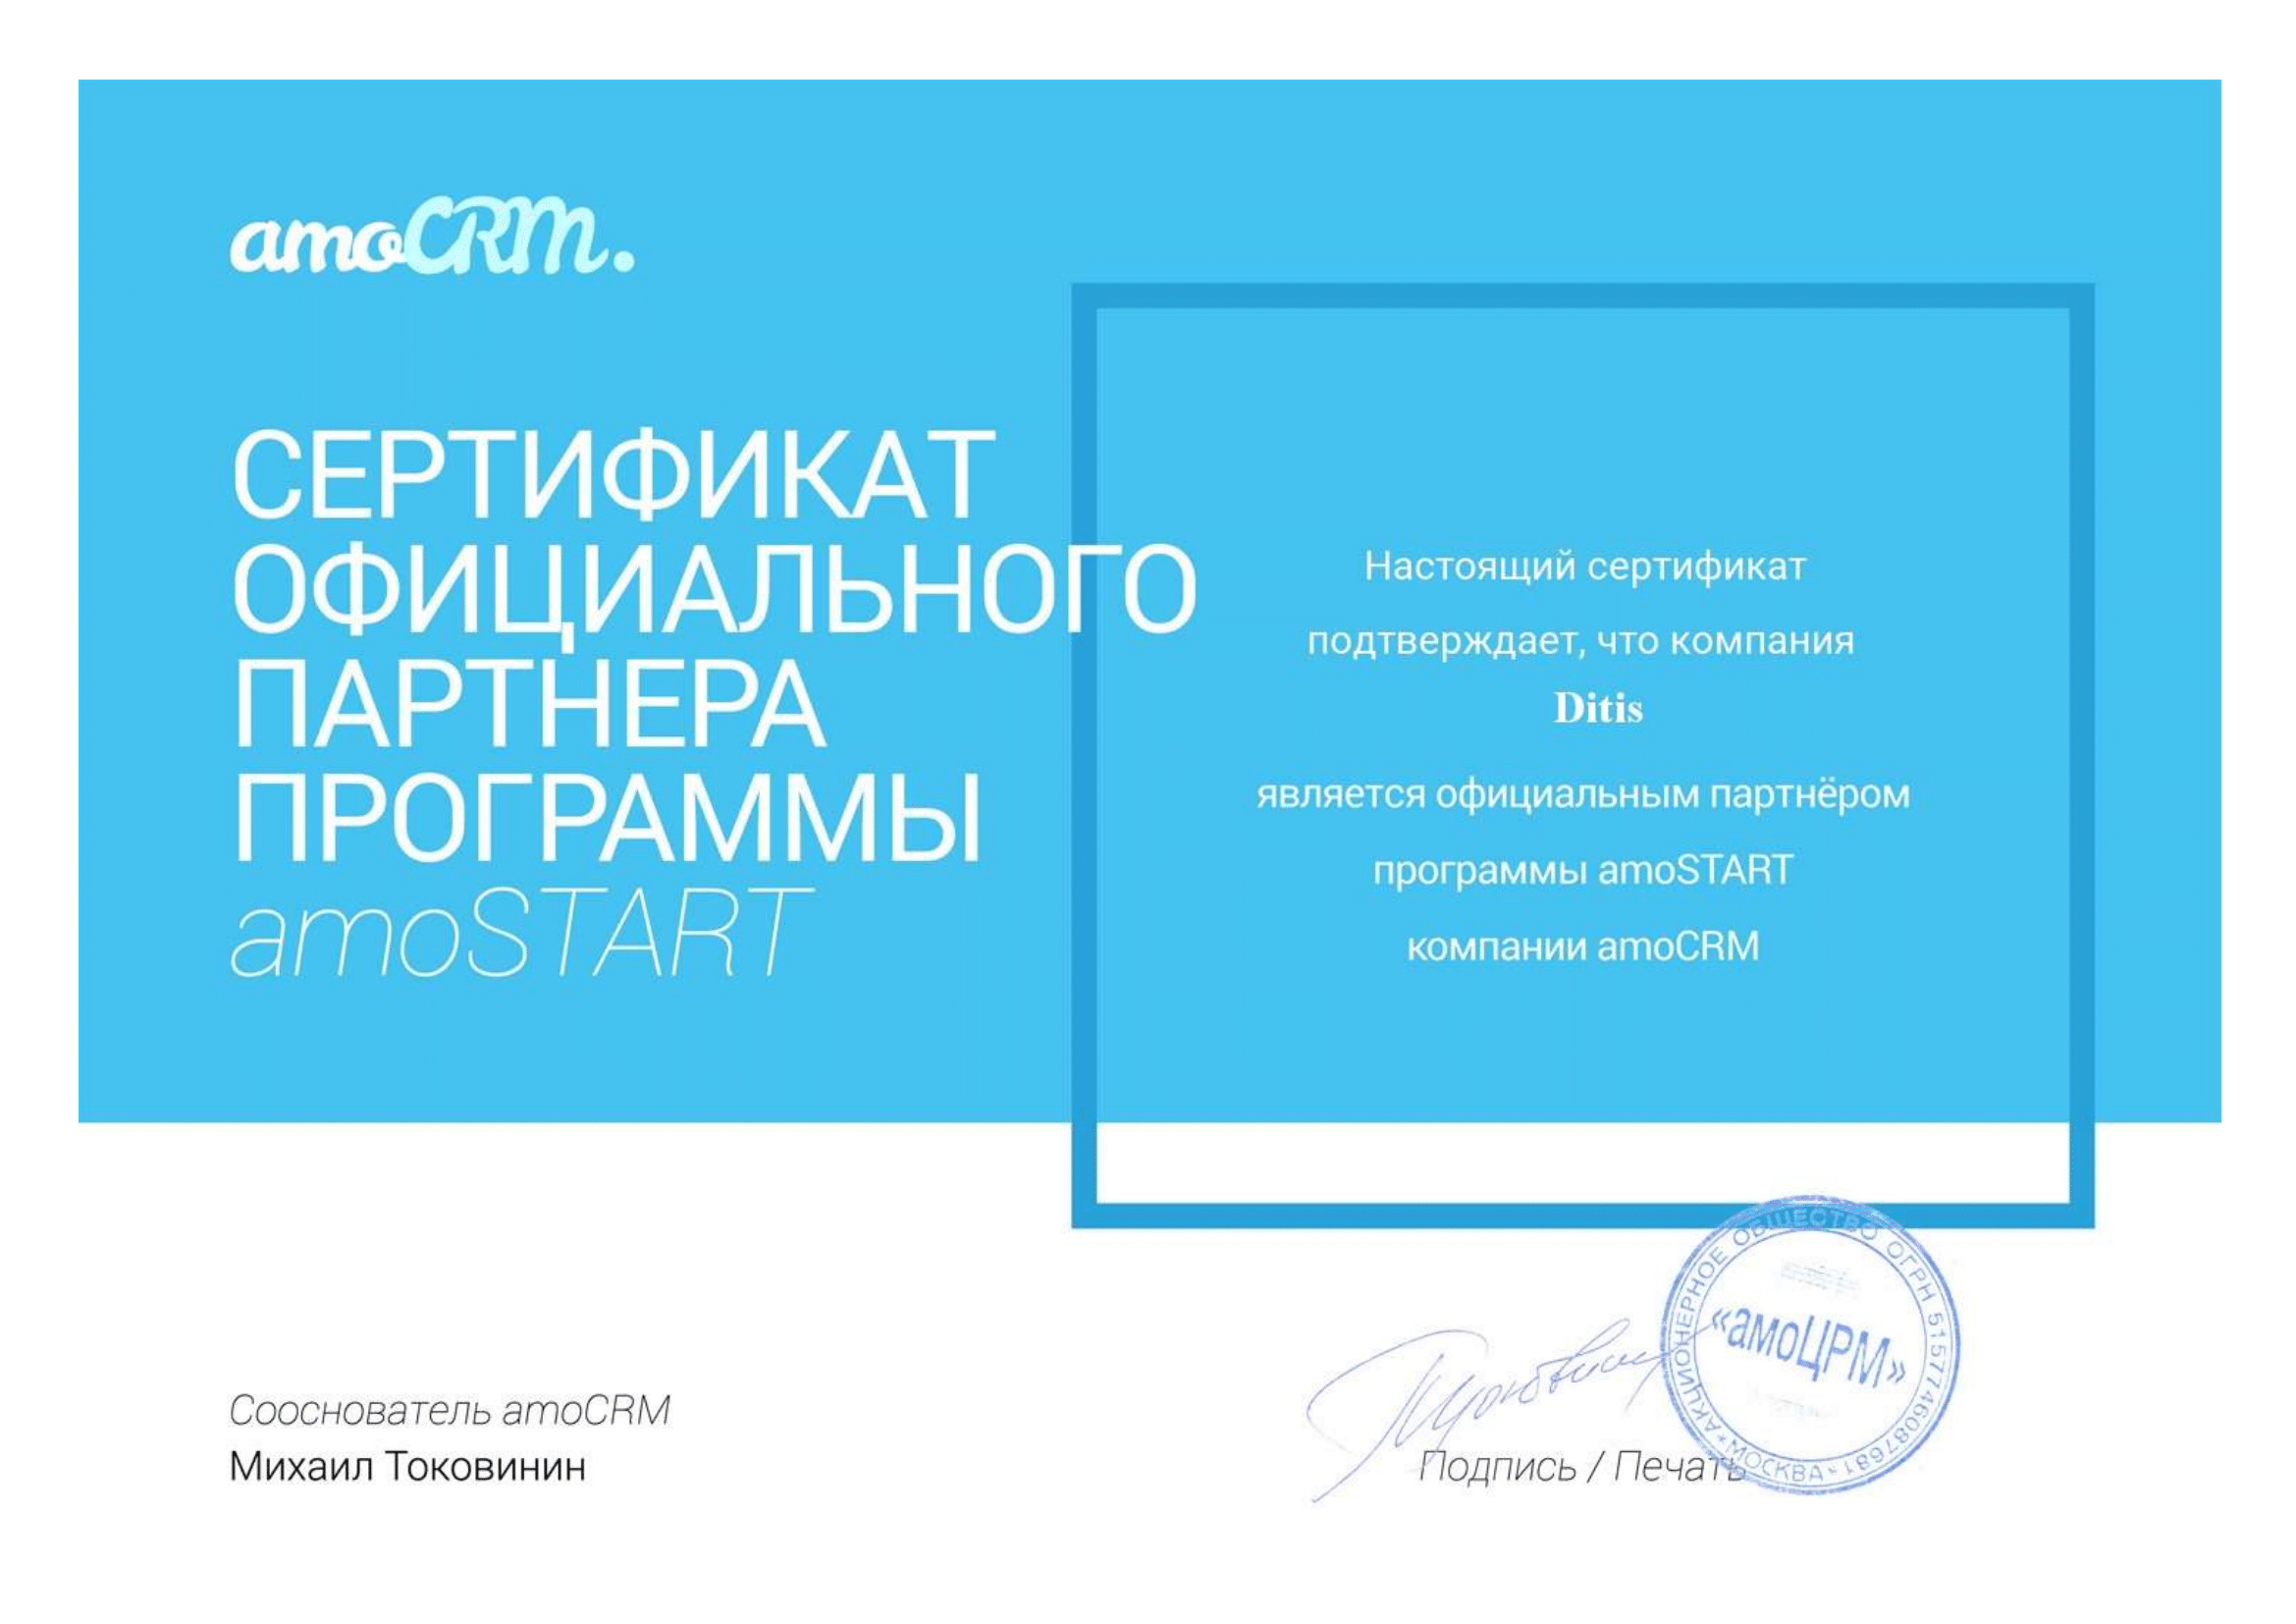 amoCRM.
СЕРТИФИКАТ
ОФИЦИАЛЬНОГО
ПАРТНЕРА
ПРОГРАММЫ
amoSTART
Настоящий сертификат
подтверждает, что компания
Ditis
является официальным партнёром
программы amoSTART
компании amoCRM
Сооснователь amoCRM
Михаил Токовинин
Подпись / Печать
АКЦИОНЕРНОЕ ОБЩЕСТВО ОГРН 5157746087681
«амоЦРМ»
МОСКВА